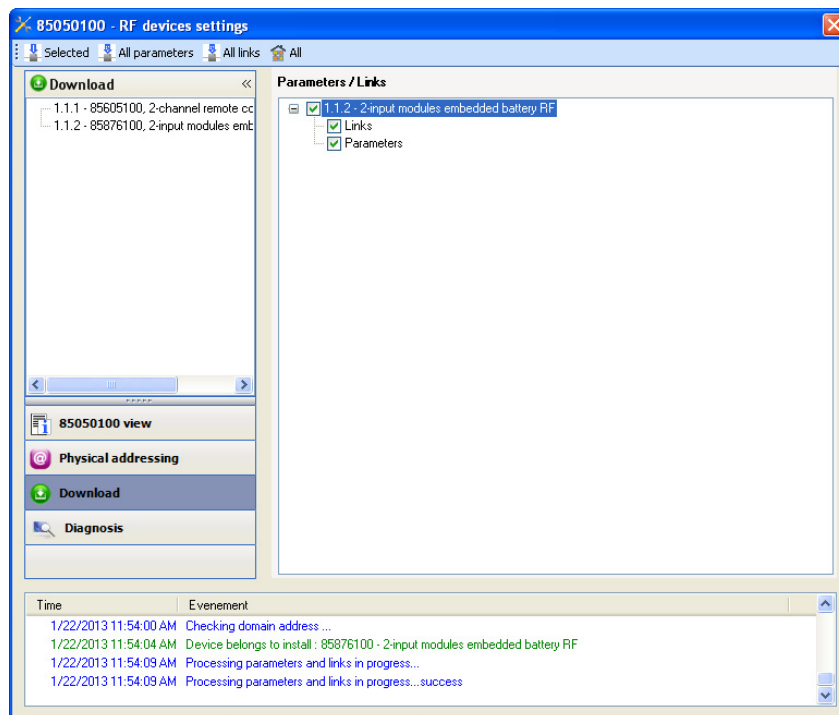 85050100 - RF devices settings
Selected All parameters All links All
Download «
1.1.1 - 85605100, 2-channel remote cc
1.1.2 - 85876100, 2-input modules emb
Parameters / Links
1.1.2 - 2-input modules embedded battery RF
Links
Parameters
85050100 view
Physical addressing
Download
Diagnosis
Time Evenement
1/22/2013 11:54:00 AM Checking domain address ...
1/22/2013 11:54:04 AM Device belongs to install : 85876100 - 2-input modules embedded battery RF
1/22/2013 11:54:09 AM Processing parameters and links in progress...
1/22/2013 11:54:09 AM Processing parameters and links in progress...success